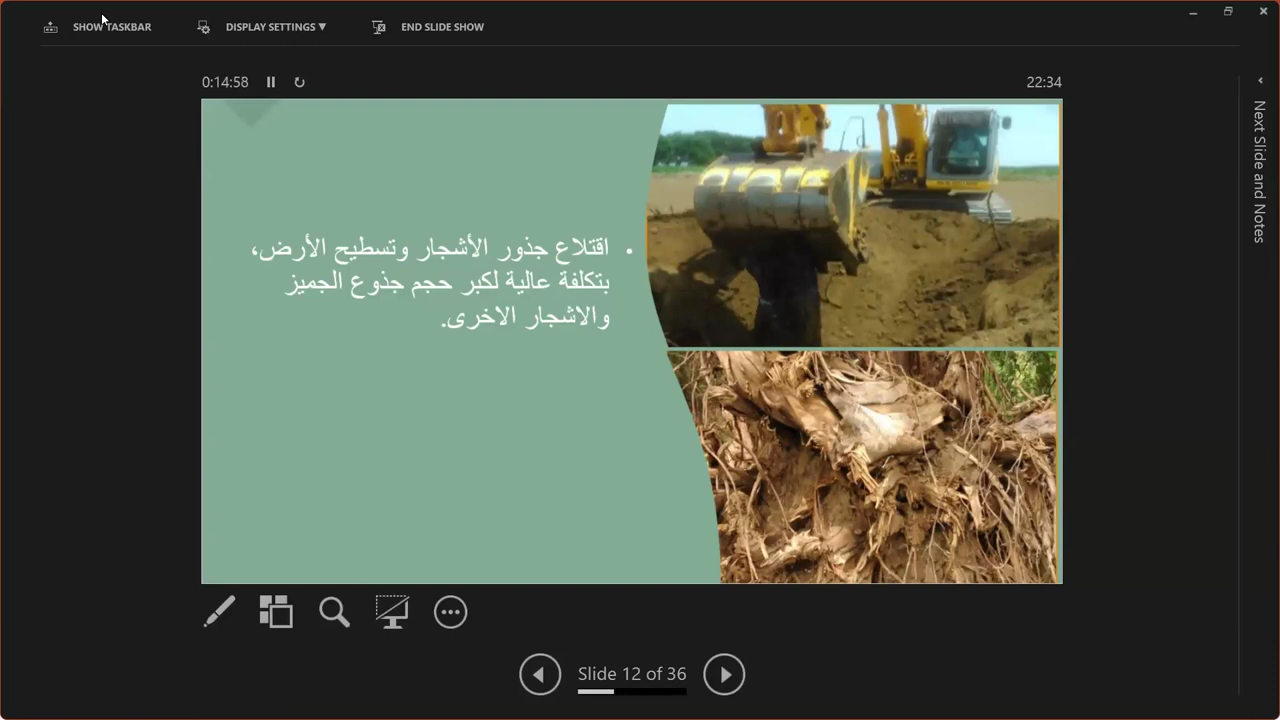 SHOW TASKBAR
DISPLAY SETTINGS ▼
END SLIDE SHOW
0:14:58
22:34
Next Slide and Notes
• اقتلاع جذور الأشجار وتسطيح الأرض،
بتكلفة عالية لكبر حجم جذوع الجميز
والاشجار الاخرى.
Slide 12 of 36